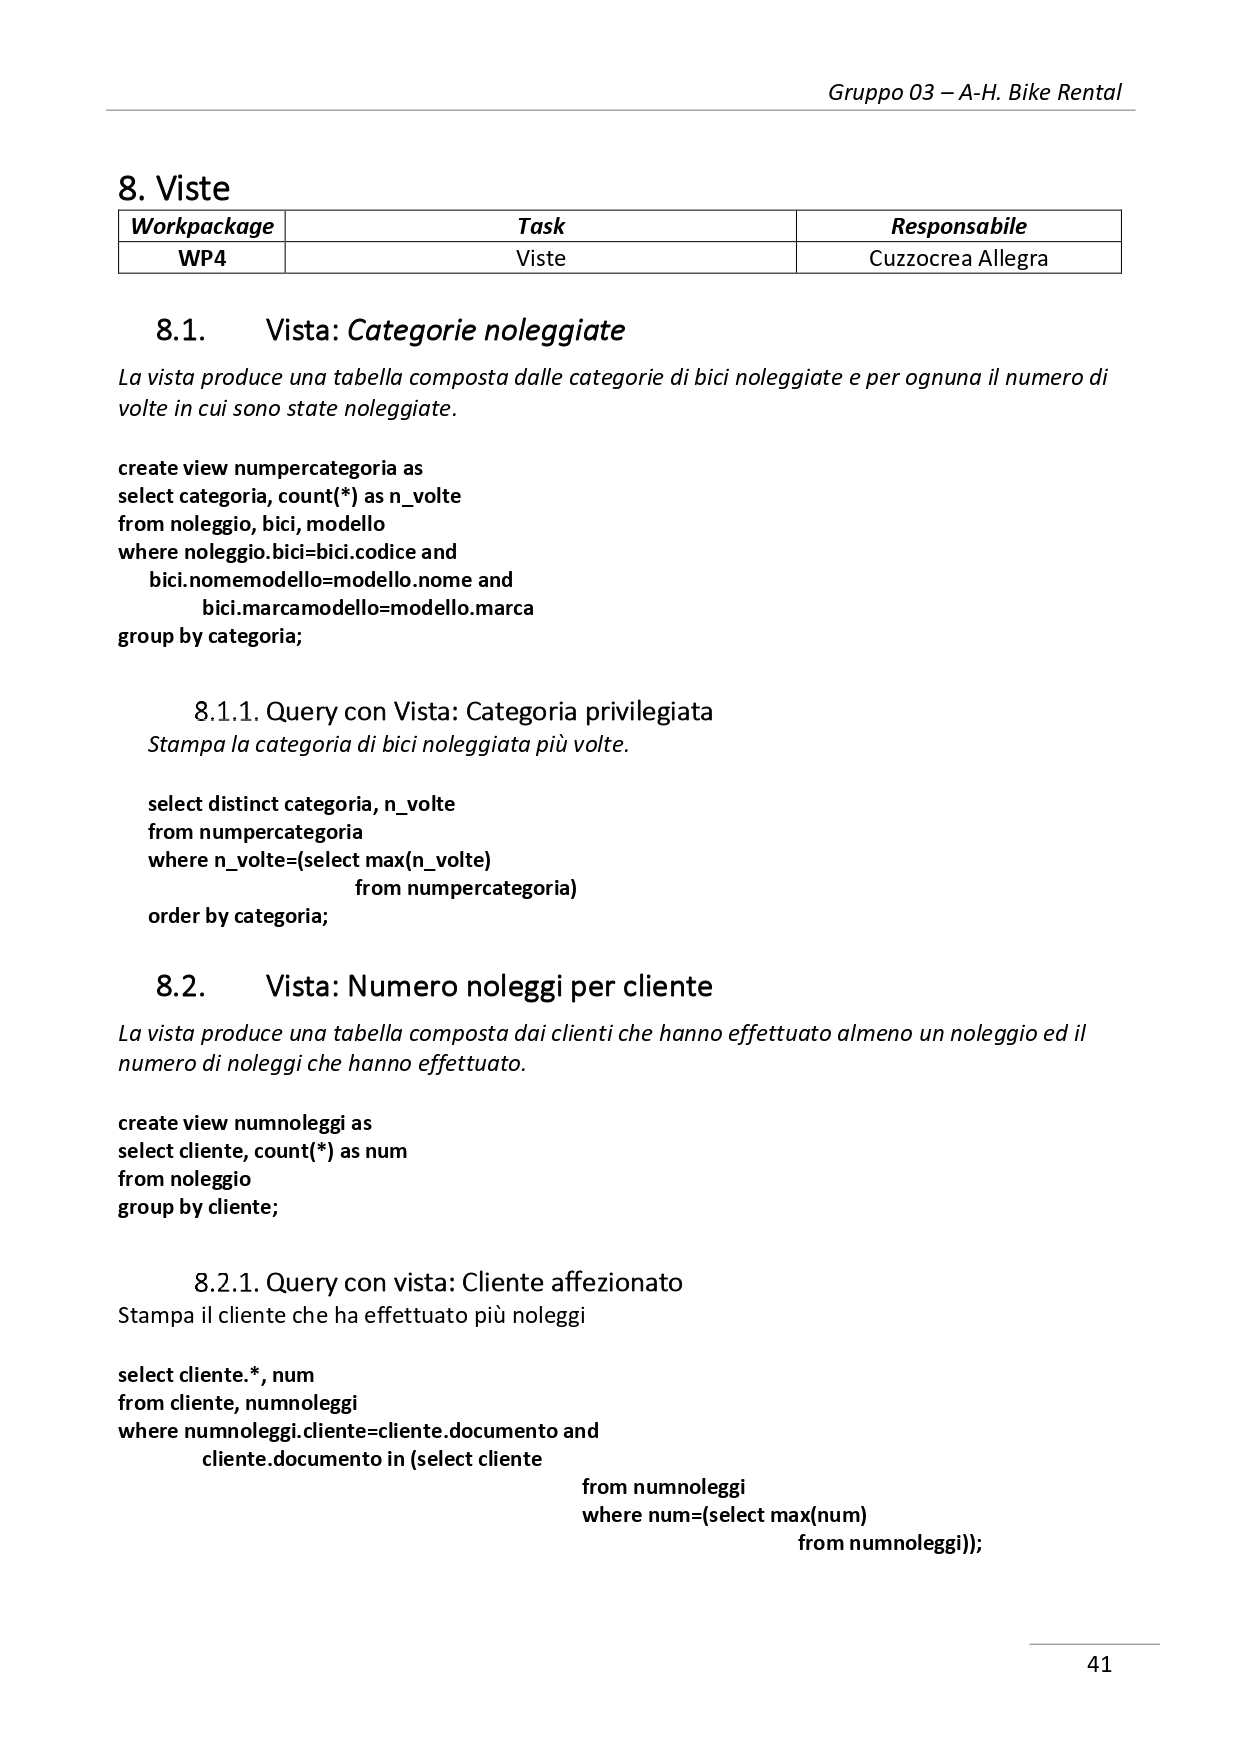 Gruppo 03 – A-H. Bike Rental
8. Viste
Workpackage Task Responsabile
WP4 Viste Cuzzocrea Allegra
8.1. Vista: Categorie noleggiate
La vista produce una tabella composta dalle categorie di bici noleggiate e per ognuna il numero di
volte in cui sono state noleggiate.
create view numpercategoria as
select categoria, count(*) as n_volte
from noleggio, bici, modello
where noleggio.bici=bici.codice and
bici.nomemodello=modello.nome and
bici.marcamodello=modello.marca
group by categoria;
8.1.1. Query con Vista: Categoria privilegiata
Stampa la categoria di bici noleggiata più volte.
select distinct categoria, n_volte
from numpercategoria
where n_volte=(select max(n_volte)
from numpercategoria)
order by categoria;
8.2. Vista: Numero noleggi per cliente
La vista produce una tabella composta dai clienti che hanno effettuato almeno un noleggio ed il
numero di noleggi che hanno effettuato.
create view numnoleggi as
select cliente, count(*) as num
from noleggio
group by cliente;
8.2.1. Query con vista: Cliente affezionato
Stampa il cliente che ha effettuato più noleggi
select cliente.*, num
from cliente, numnoleggi
where numnoleggi.cliente=cliente.documento and
cliente.documento in (select cliente
from numnoleggi
where num=(select max(num)
from numnoleggi));
41